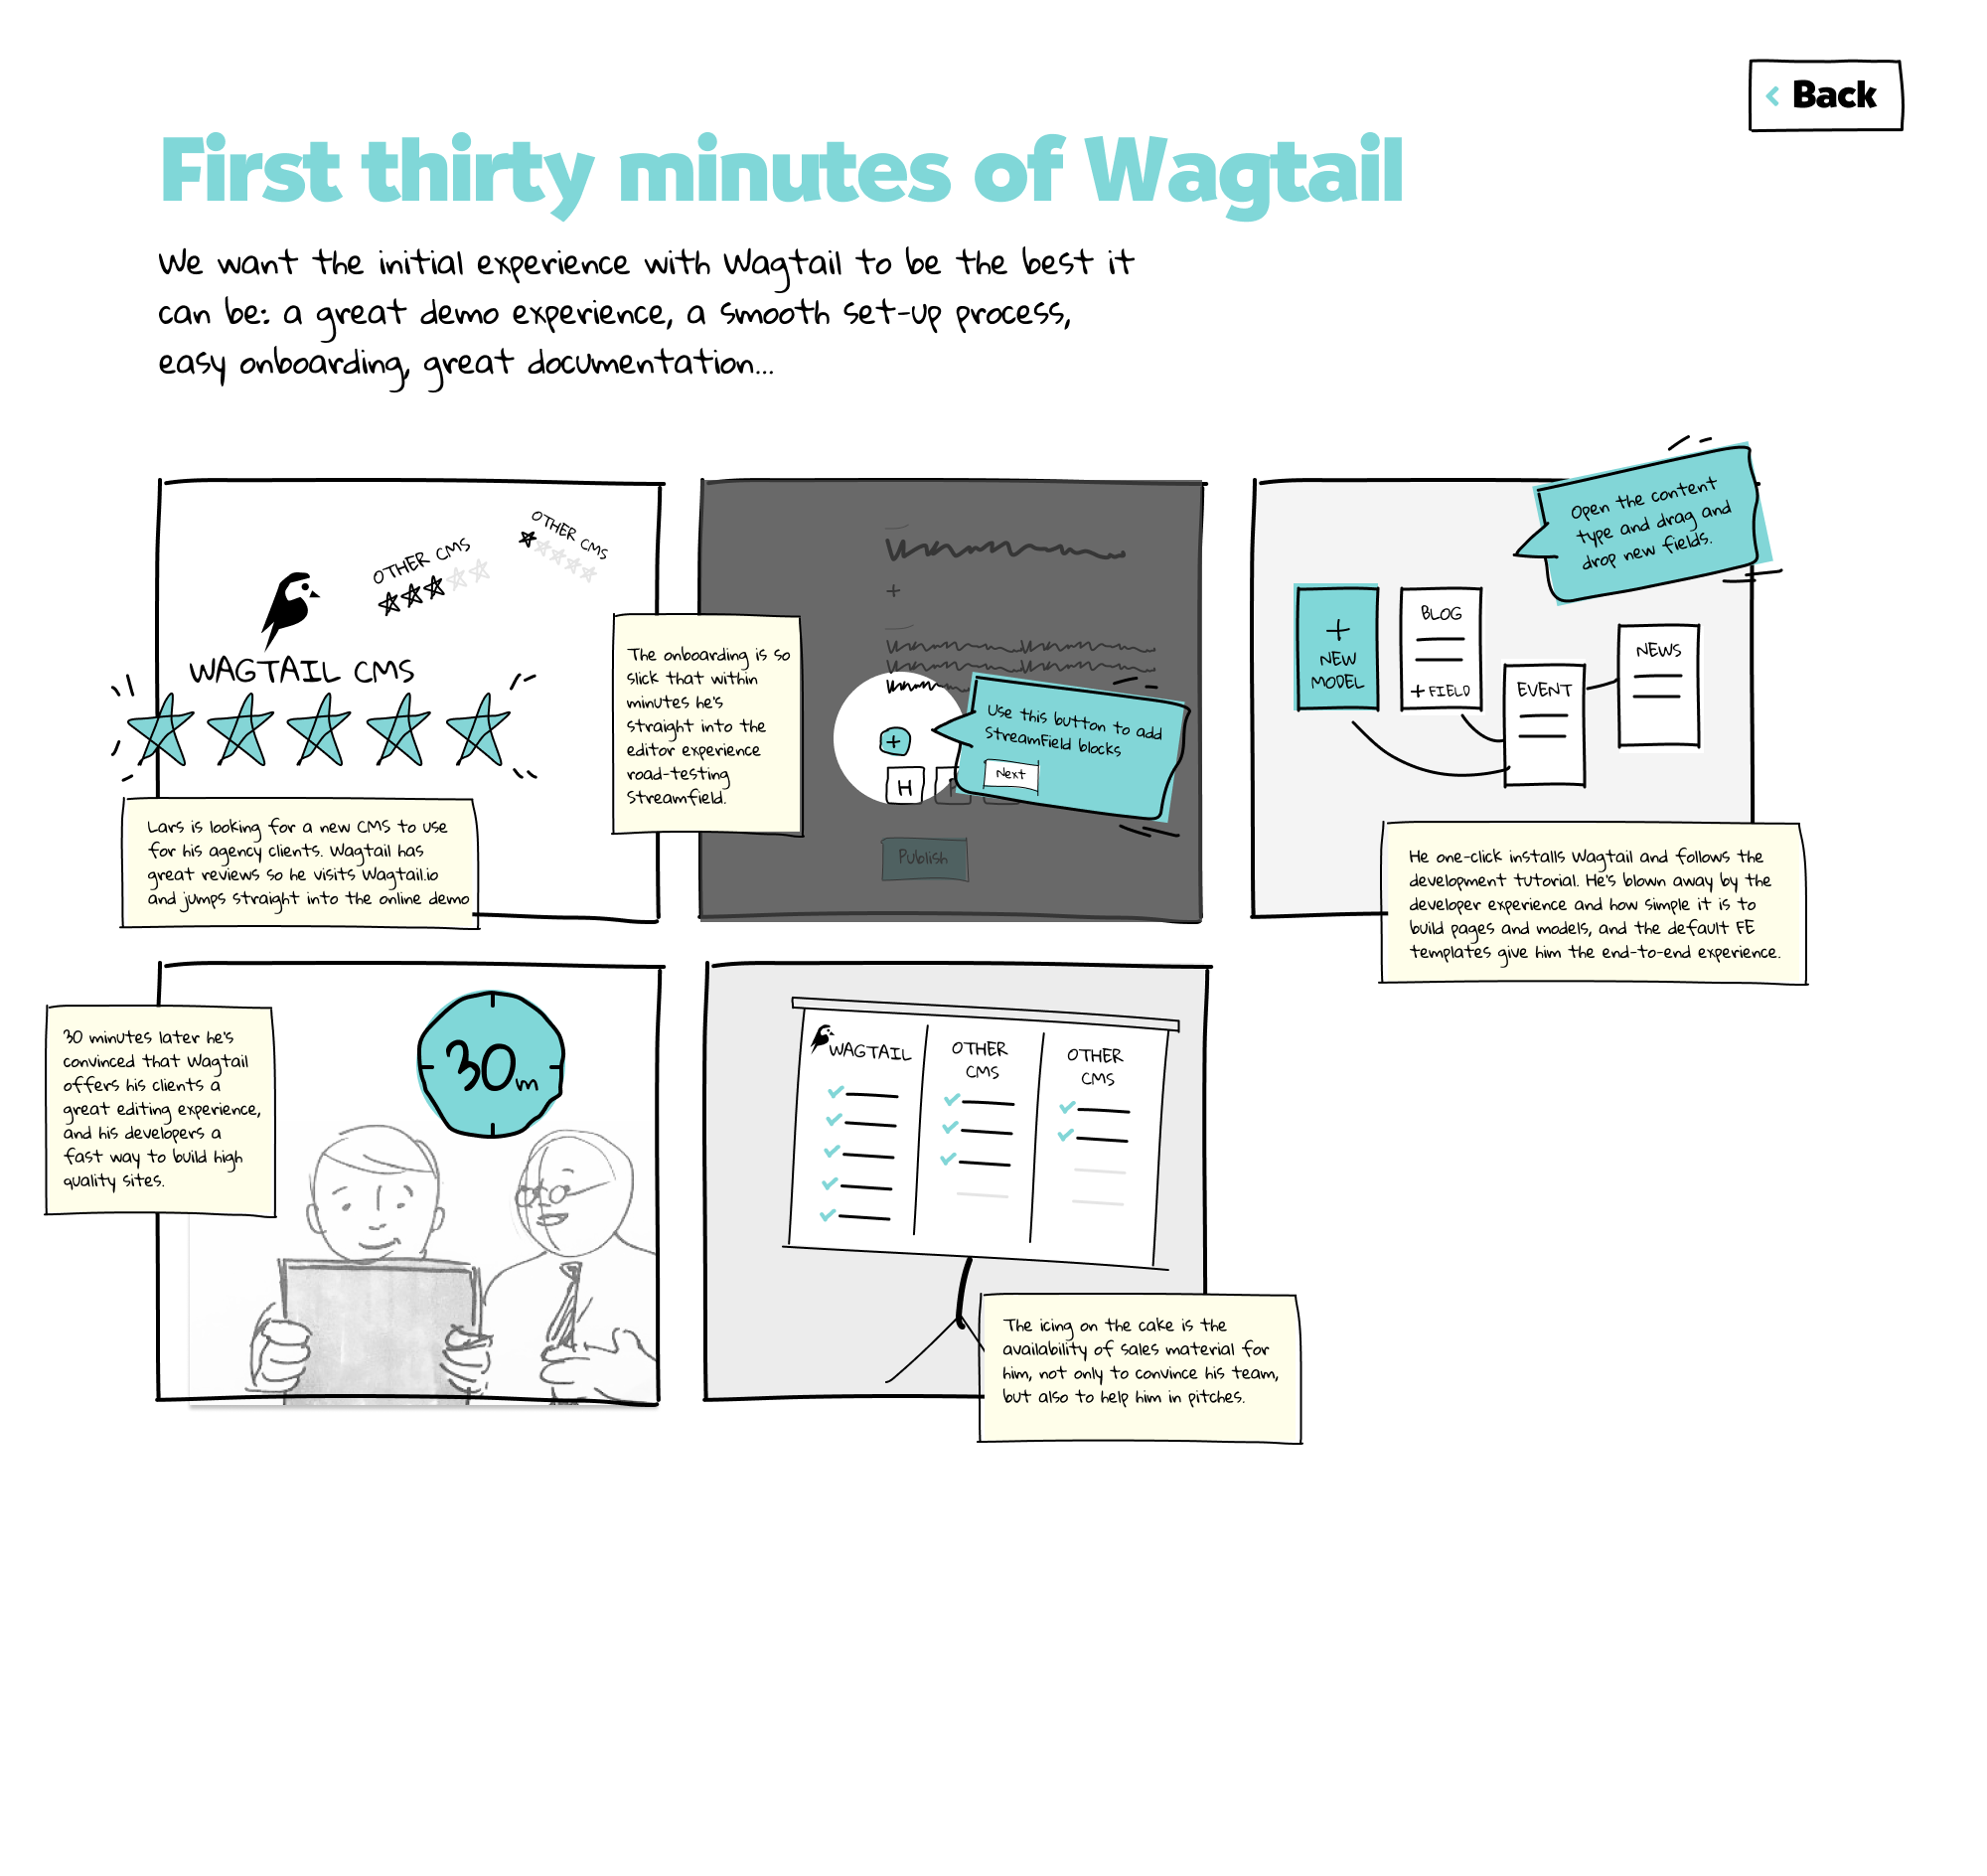 Back
First thirty minutes of Wagtail
We want the initial experience with Wagtail to be the best it
can be: a great demo experience, a smooth set-up process,
easy onboarding, great documentation...
OTHER CMS
OTHER CMS
WAGTAIL CMS
Lars is looking for a new CMS to use
for his agency clients. Wagtail has
great reviews so he visits Wagtail.io
and jumps straight into the online demo
The onboarding is so
slick that within
minutes he's
straight into the
editor experience
road-testing
Streamfield.
+
+
Use this button to add
StreamField blocks
Next
H
Publish
Open the content
type and drag and
drop new fields.
+
NEW
MODEL
BLOG
+ FIELD
EVENT
NEWS
He one-click installs Wagtail and follows the
development tutorial. He's blown away by the
developer experience and how simple it is to
build pages and models, and the default FE
templates give him the end-to-end experience.
30 minutes later he's
convinced that Wagtail
offers his clients a
great editing experience,
and his developers a
fast way to build high
quality sites.
30m
WAGTAIL
OTHER
CMS
OTHER
CMS
The icing on the cake is the
availability of sales material for
him, not only to convince his team,
but also to help him in pitches.